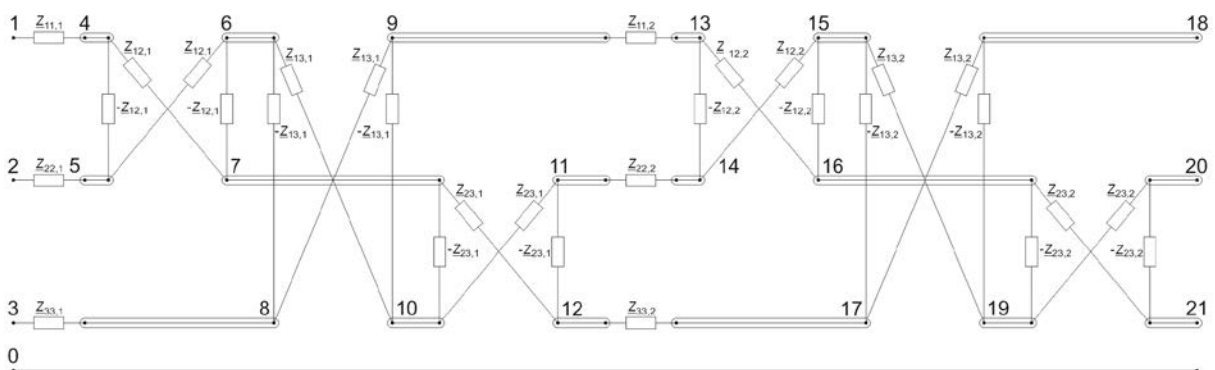 1 Z11,1 4 6 9 Z11,2 13 15 18
Z12,1 Z12,1 Z13,1 Z13,1 Z 12,2 Z12,2 Z13,2 Z13,2
-Z12,1 -Z12,1 -Z13,1 -Z13,1 -Z12,2 -Z12,2 -Z13,2 -Z13,2
2 Z22,1 5 7 11 Z22,2 14 16 20
Z23,1 Z23,1 Z23,2 Z23,2
-Z23,1 -Z23,1 -Z23,2 -Z23,2
3 Z33,1 8 10 12 Z33,2 17 19 21
0